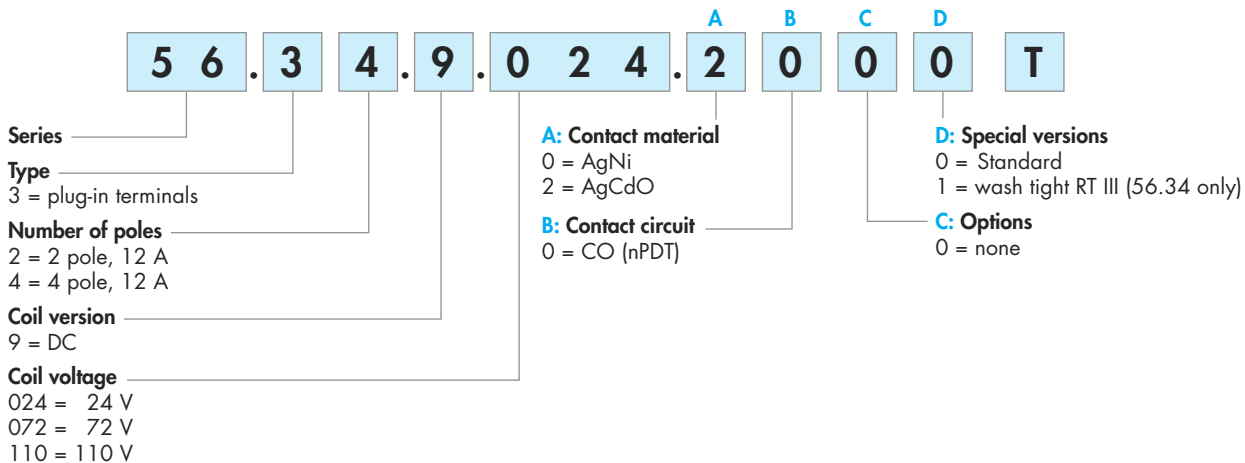 A B C D
5 6 . 3 4 . 9 . 0 2 4 . 2 0 0 0 T
Series
Type
3 = plug-in terminals
Number of poles
2 = 2 pole, 12 A
4 = 4 pole, 12 A
Coil version
9 = DC
Coil voltage
024 = 24 V
072 = 72 V
110 = 110 V
A: Contact material
0 = AgNi
2 = AgCdO
B: Contact circuit
0 = CO (nPDT)
D: Special versions
0 = Standard
1 = wash tight RT III (56.34 only)
C: Options
0 = none